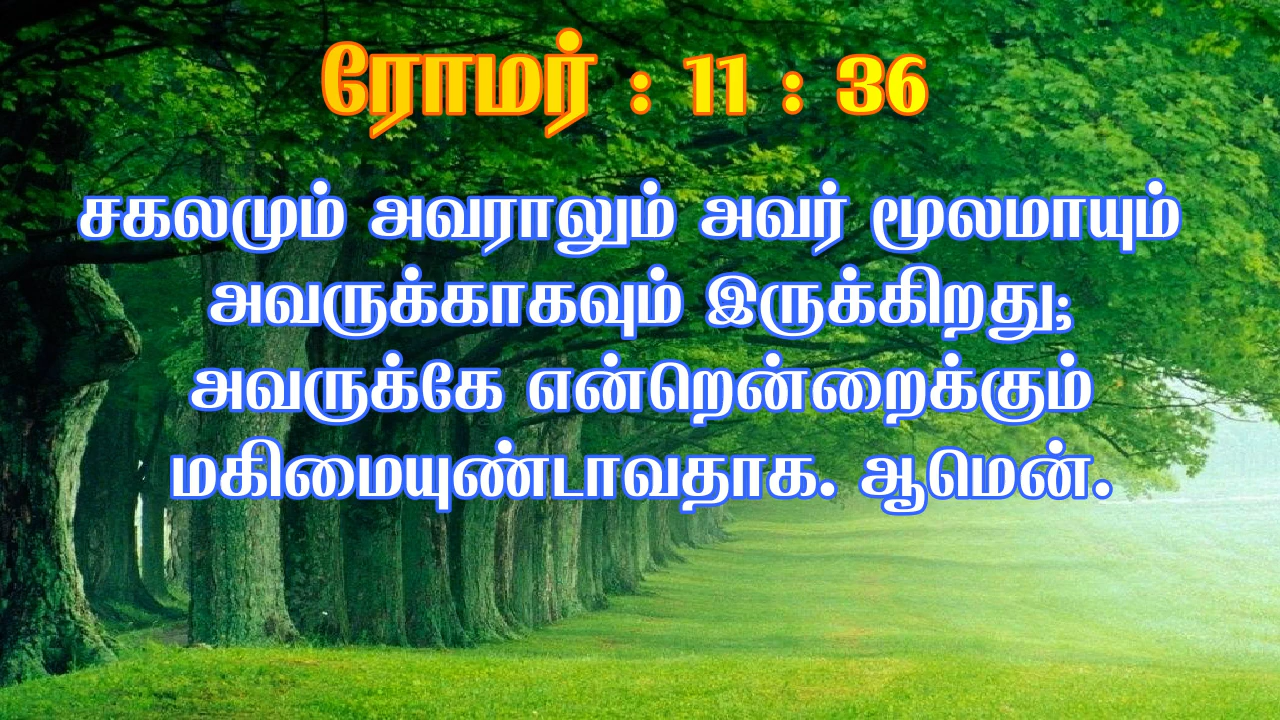 ரோமர் : 11 : 36
சகலமும் அவராலும் அவர் மூலமாயும்
அவருக்காகவும் இருக்கிறது;
அவருக்கே என்றென்றைக்கும்
மகிமையுண்டாவதாக. ஆமென்.